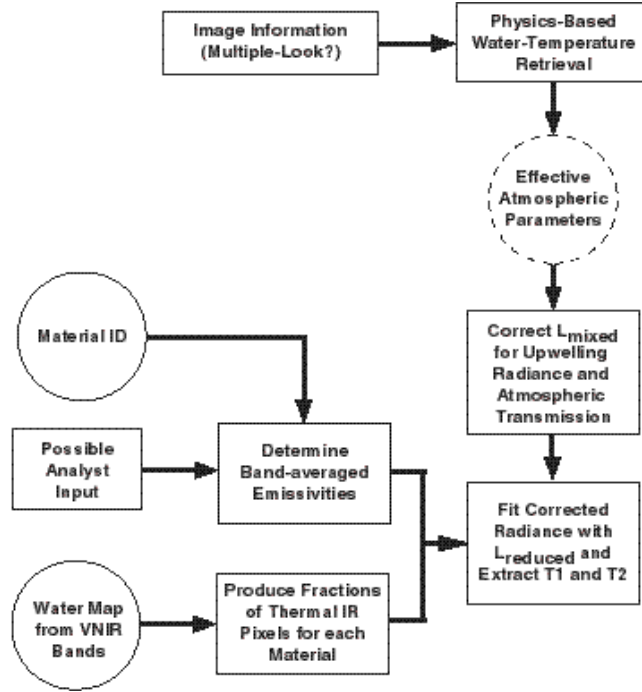 Image Information
(Multiple-Look?)
Physics-Based
Water-Temperature
Retrieval
Effective
Atmospheric
Parameters
Material ID
Correct Lmixed
for Upwelling
Radiance and
Atmospheric
Transmission
Possible
Analyst
Input
Determine
Band-averaged
Emissivities
Fit Corrected
Radiance with
Lreduced and
Extract T1 and T2
Water Map
from VNIR
Bands
Produce Fractions
of Thermal IR
Pixels for each
Material